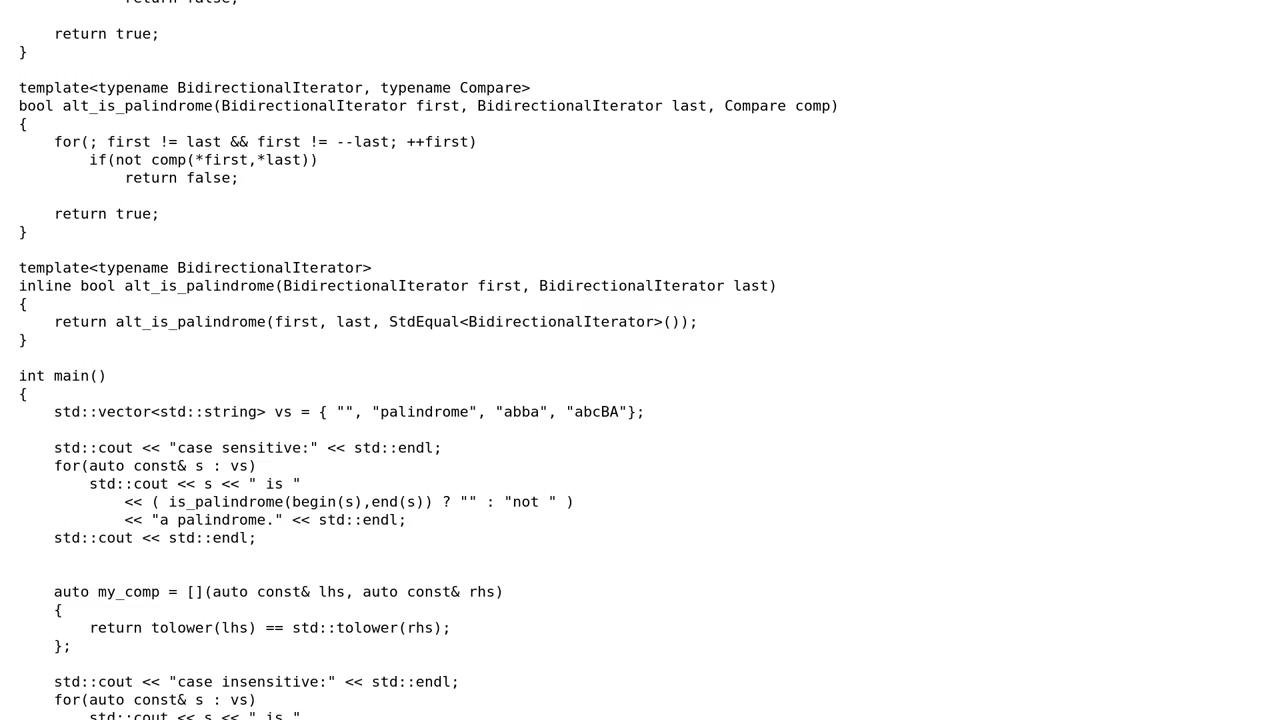 return false;

    return true;
}

template<typename BidirectionalIterator, typename Compare>
bool alt_is_palindrome(BidirectionalIterator first, BidirectionalIterator last, Compare comp)
{
    for(; first != last && first != --last; ++first)
        if(not comp(*first,*last))
            return false;

    return true;
}

template<typename BidirectionalIterator>
inline bool alt_is_palindrome(BidirectionalIterator first, BidirectionalIterator last)
{
    return alt_is_palindrome(first, last, StdEqual<BidirectionalIterator>());
}

int main()
{
    std::vector<std::string> vs = { "", "palindrome", "abba", "abcBA"};

    std::cout << "case sensitive:" << std::endl;
    for(auto const& s : vs)
        std::cout << s << " is "
            << ( is_palindrome(begin(s),end(s)) ? "" : "not " )
            << "a palindrome." << std::endl;
    std::cout << std::endl;


    auto my_comp = [](auto const& lhs, auto const& rhs)
    {
        return tolower(lhs) == std::tolower(rhs);
    };

    std::cout << "case insensitive:" << std::endl;
    for(auto const& s : vs)
        std::cout << s << " is "